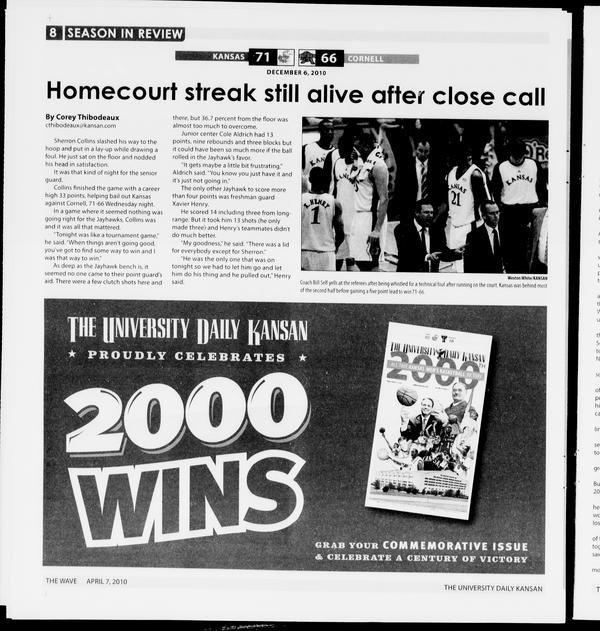 8 SEASON IN REVIEW
KANSAS 71 66 CORNELL
DECEMBER 6, 2010
Homecourt streak still alive after close call
By Corey Thibodeaux
cthibodeaux@kansan.com
Sherron Collins slashed his way to the
hoop and put in a lay-up while drawing a
foul. He just sat on the floor and nodded
his head in satisfaction.
It was that kind of night for the senior
guard.
Collins finished the game with a career
high 33 points, helping bail out Kansas
against Cornell, 71-66 Wednesday night.
In a game where it seemed nothing was
going right for the Jayhawks, Collins was
and it was all that mattered.
"Tonight was like a tournament game,"
he said. "When things aren't going good,
you've got to find some way to win and I
was that way to win."
As deep as the Jayhawk bench is, it
seemed no one came to their point guard's
aid. There were a few clutch shots here and
there, but 36.7 percent from the floor was
almost too much to overcome.
Junior center Cole Aldrich had 13
points, nine rebounds and three blocks but
it could have been so much more if the ball
rolled in the Jayhawk's favor.
"It gets maybe a little bit frustrating,"
Aldrich said. "You know you just have it and
it's just not going in."
The only other Jayhawk to score more
than four points was freshman guard
Xavier Henry.
He scored 14 including three from long-
range. But it took him 13 shots (he only
made three) and Henry's teammates didn't
do much better.
"My goodness," he said. "There was a lid
for everybody except for Sherron."
"He was the only one that was on
tonight so we had to let him go and let
him do his thing and he pulled out," Henry
said.
X. HENRY
1
KANSAS
21
KANSAS
Weston White/KANSAN
Coach Bill Self yells at the referees after being whistled for a technical foul after running on the court. Kansas was behind most
of the second half before gaining a five point lead to win 71-66.
THE UNIVERSITY DAILY KANSAN
PROUDLY CELEBRATES
2000
WINS
THE UNIVERSITY DAILY KANSAN
2000TH
GRAB YOUR COMMEMORATIVE ISSUE
& CELEBRATE A CENTURY OF VICTORY
THE WAVE APRIL 7, 2010
THE UNIVERSITY DAILY KANSAN